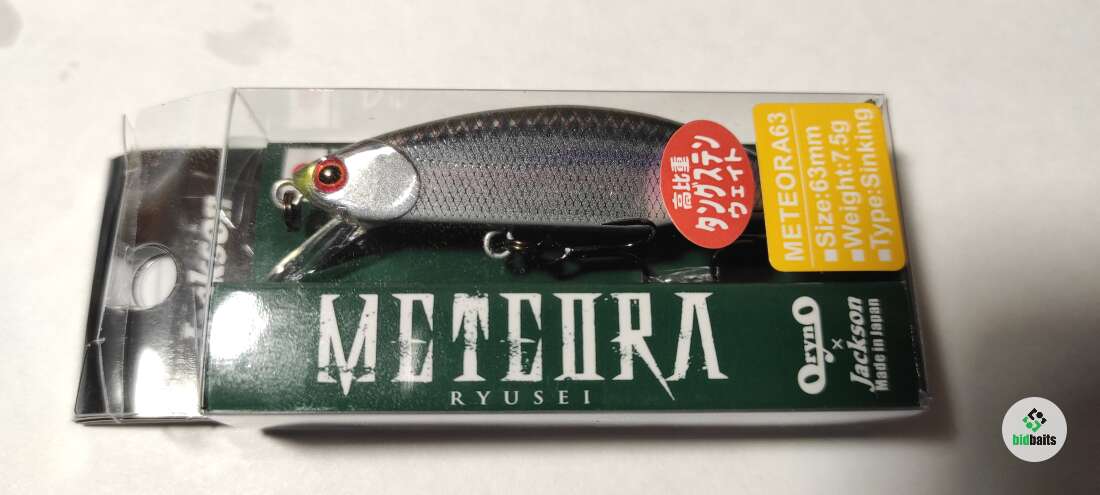 高比重
タングステン
ウェイト
METEORA63
■Size:63mm
■Weight:7.5g
■Type:Sinking
METEORA
RYUSEI
OrynO
×
Jackson
Made in Japan
bidbaits